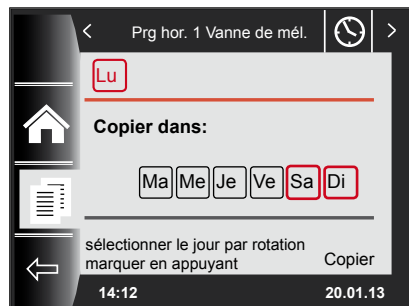 < Prg hor. 1 Vanne de mél. >
Lu
Copier dans:
Ma Me Je Ve Sa Di
sélectionner le jour par rotation
marquer en appuyant Copier
14:12 20.01.13